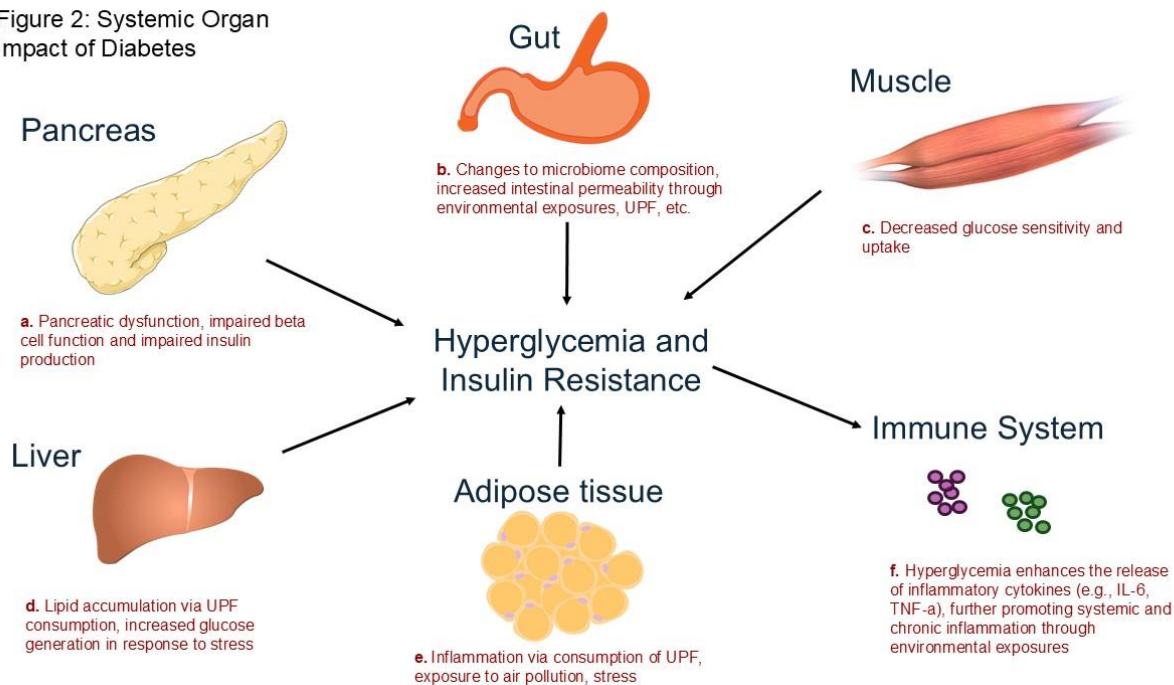 Figure 2: Systemic Organ
Impact of Diabetes
Gut
Muscle
Pancreas
b. Changes to microbiome composition,
increased intestinal permeability through
environmental exposures, UPF, etc.
c. Decreased glucose sensitivity and
uptake
a. Pancreatic dysfunction, impaired beta
cell function and impaired insulin
production
Hyperglycemia and
Insulin Resistance
Liver
Adipose tissue
Immune System
d. Lipid accumulation via UPF
consumption, increased glucose
generation in response to stress
e. Inflammation via consumption of UPF,
exposure to air pollution, stress
f. Hyperglycemia enhances the release
of inflammatory cytokines (e.g., IL-6,
TNF-a), further promoting systemic and
chronic inflammation through
environmental exposures